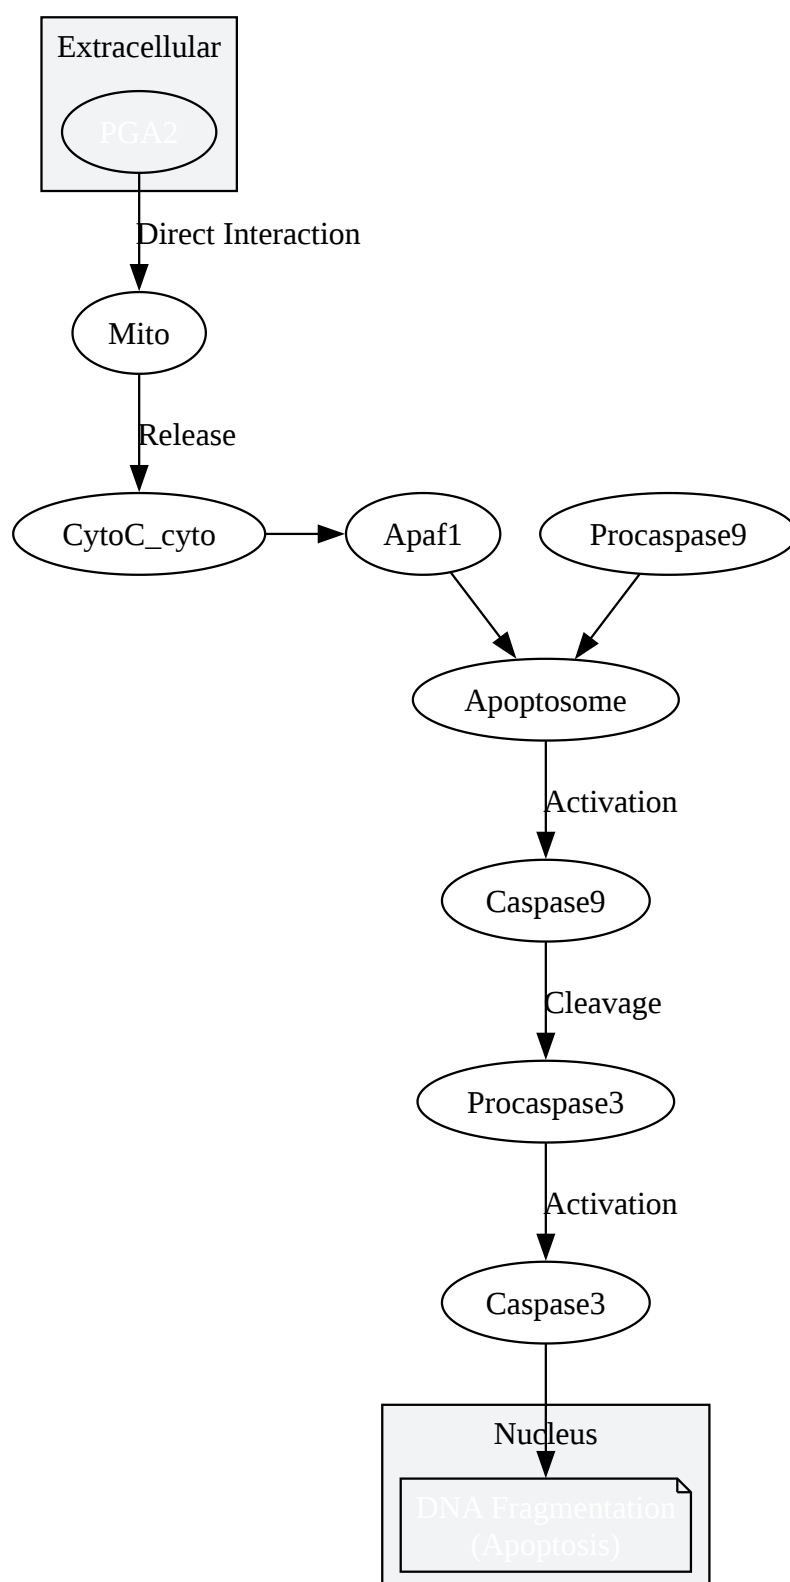 Extracellular
PGA2
Direct Interaction
Mito
Release
CytoC_cyto
Apaf1
Procaspase9
Apoptosome
Activation
Caspase9
Cleavage
Procaspase3
Activation
Caspase3
Nucleus
DNA Fragmentation
(Apoptosis)